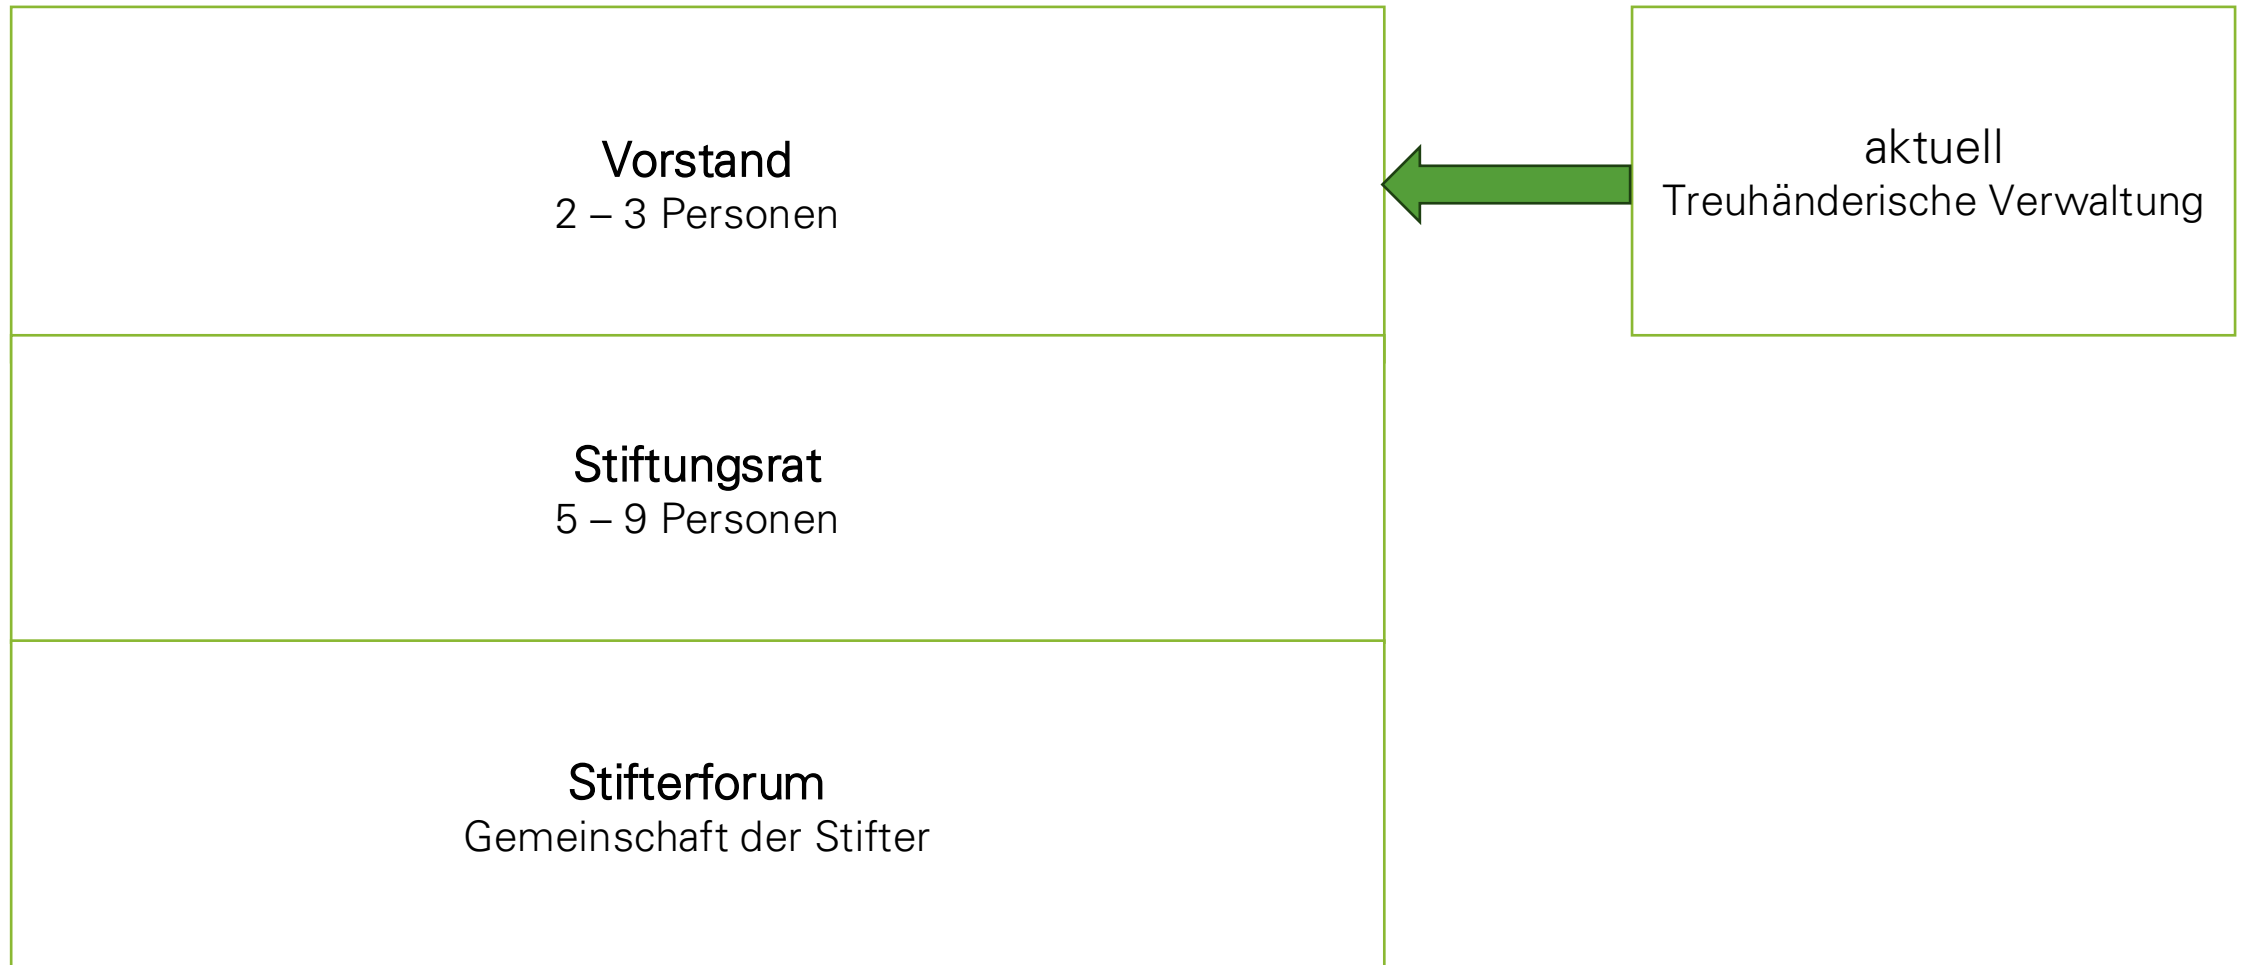 Vorstand
2 – 3 Personen
aktuell
Treuhänderische Verwaltung
Stiftungsrat
5 – 9 Personen
Stifterforum
Gemeinschaft der Stifter